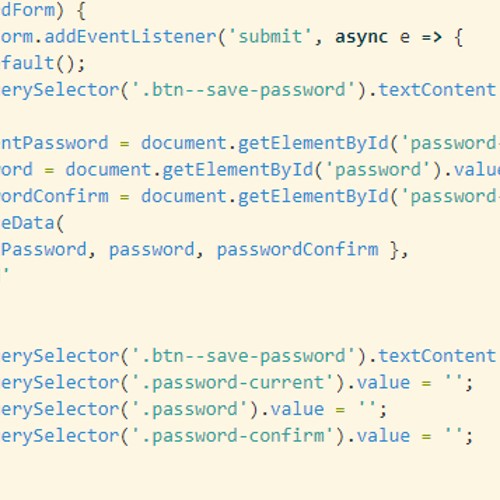 dForm) {
orm.addEventListener('submit', async e => {
fault();
erySelector('.btn--save-password').textContent
ntPassword = document.getElementById('password-
ord = document.getElementById('password').valu
ordConfirm = document.getElementById('password-
eData(
Password, password, passwordConfirm },
'
erySelector('.btn--save-password').textContent
erySelector('.password-current').value = '';
erySelector('.password').value = '';
erySelector('.password-confirm').value = '';